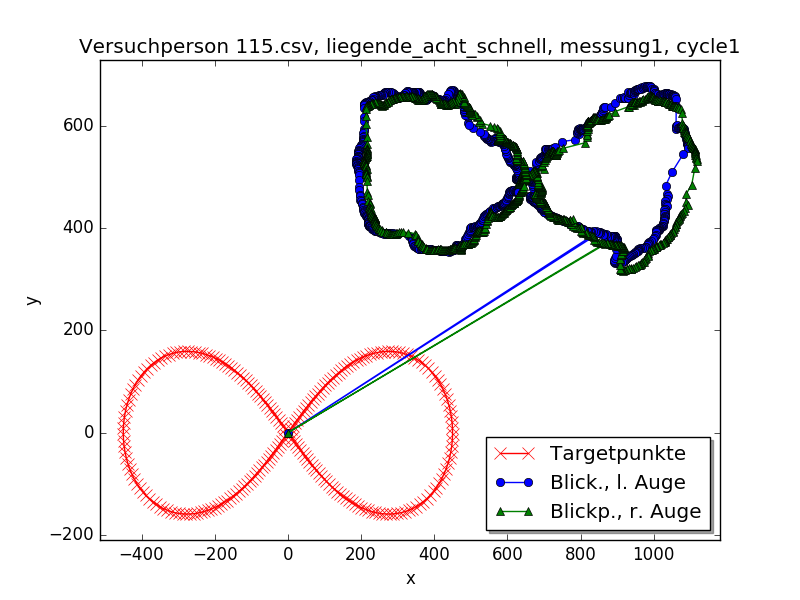 Versuchperson 115.csv, liegende_acht_schnell, messung1, cycle1
600
400
200
0
−200
y
−400
−200
0
200
400
600
800
1000
x
Targetpunkte
Blick., l. Auge
Blickp., r. Auge